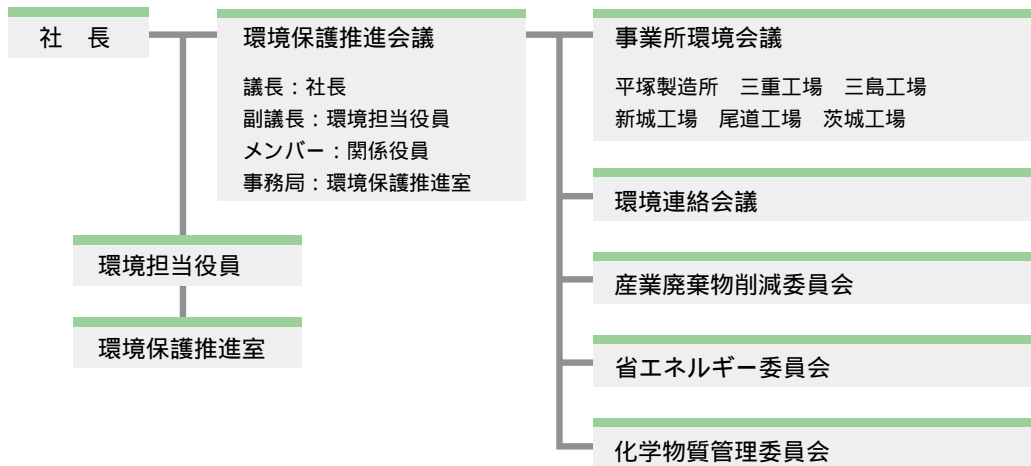 社　長
環境保護推進会議
議長：社長
副議長：環境担当役員
メンバー：関係役員
事務局：環境保護推進室
環境担当役員
環境保護推進室
事業所環境会議
平塚製造所　三重工場　三島工場
新城工場　尾道工場　茨城工場
環境連絡会議
産業廃棄物削減委員会
省エネルギー委員会
化学物質管理委員会